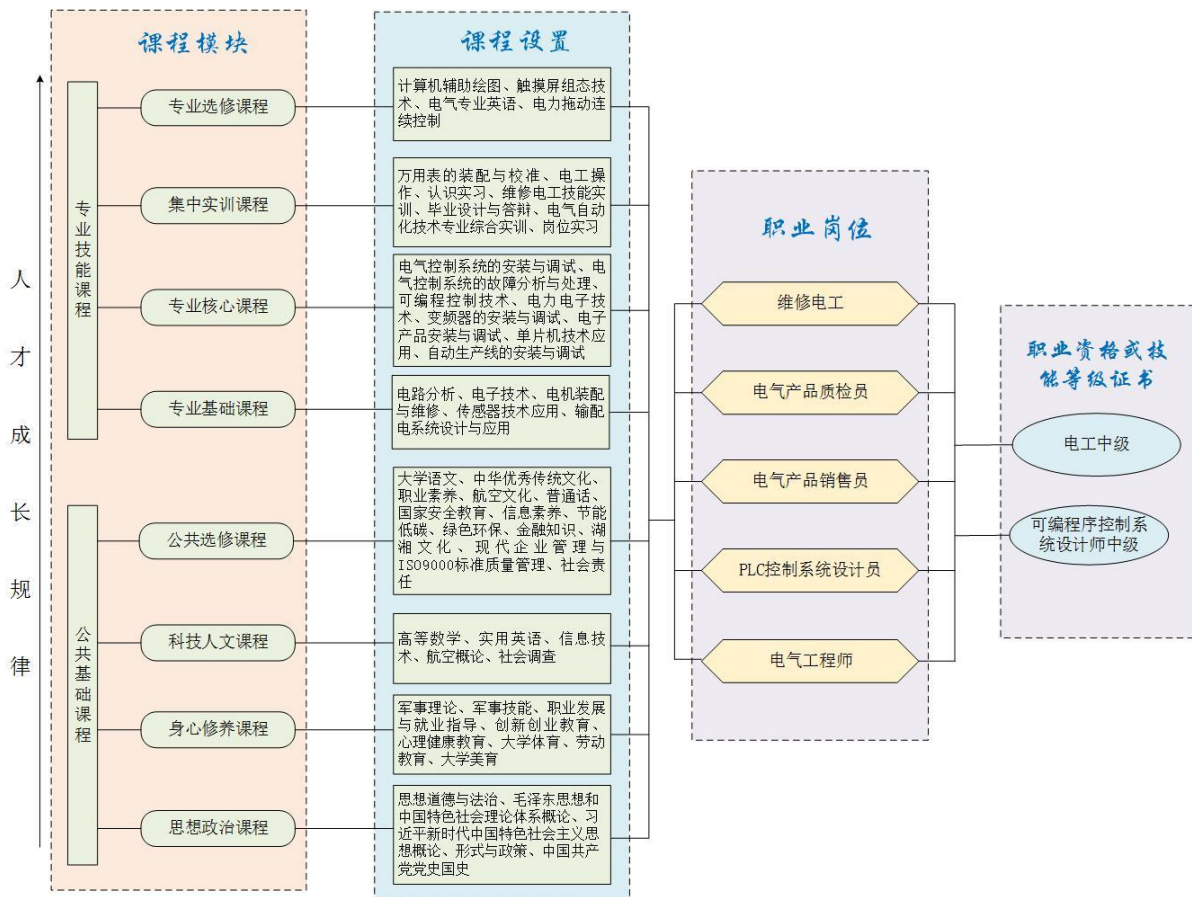 课程模块
课程设置
人才成长规律
专业技能课程
专业选修课程
计算机辅助绘图、触摸屏组态技
术、电气专业英语、电力拖动连
续控制
集中实训课程
万用表的装配与校准、电工操
作、认识实习、维修电工技能实
训、毕业设计与答辩、电气自动
化技术专业综合实训、岗位实习
专业核心课程
电气控制系统的安装与调试、电
气控制系统的故障分析与处理、
可编程控制技术、电力电子技
术、变频器的安装与调试、电子
产品安装与调试、单片机技术应
用、自动生产线的安装与调试
专业基础课程
电路分析、电子技术、电机装配
与维修、传感器技术应用、输配
电系统设计与应用
公共基础课程
公共选修课程
大学语文、中华优秀传统文化、
职业素养、航空文化、普通话、
国家安全教育、信息素养、节能
低碳、绿色环保、金融知识、湖
湘文化、现代企业管理与
ISO9000标准质量管理、社会责
任
科技人文课程
高等数学、实用英语、信息技
术、航空概论、社会调查
身心修养课程
军事理论、军事技能、职业发展
与就业指导、创新创业教育、
心理健康教育、大学体育、劳动
教育、大学美育
思想政治课程
思想道德与法治、毛泽东思想和
中国特色社会理论体系概论、习
近平新时代中国特色社会主义思
想概论、形式与政策、中国共产
党党史国史
职业岗位
维修电工
电气产品质检员
电气产品销售员
PLC控制系统设计员
电气工程师
职业资格或技
能等级证书
电工中级
可编程序控制系
统设计师中级